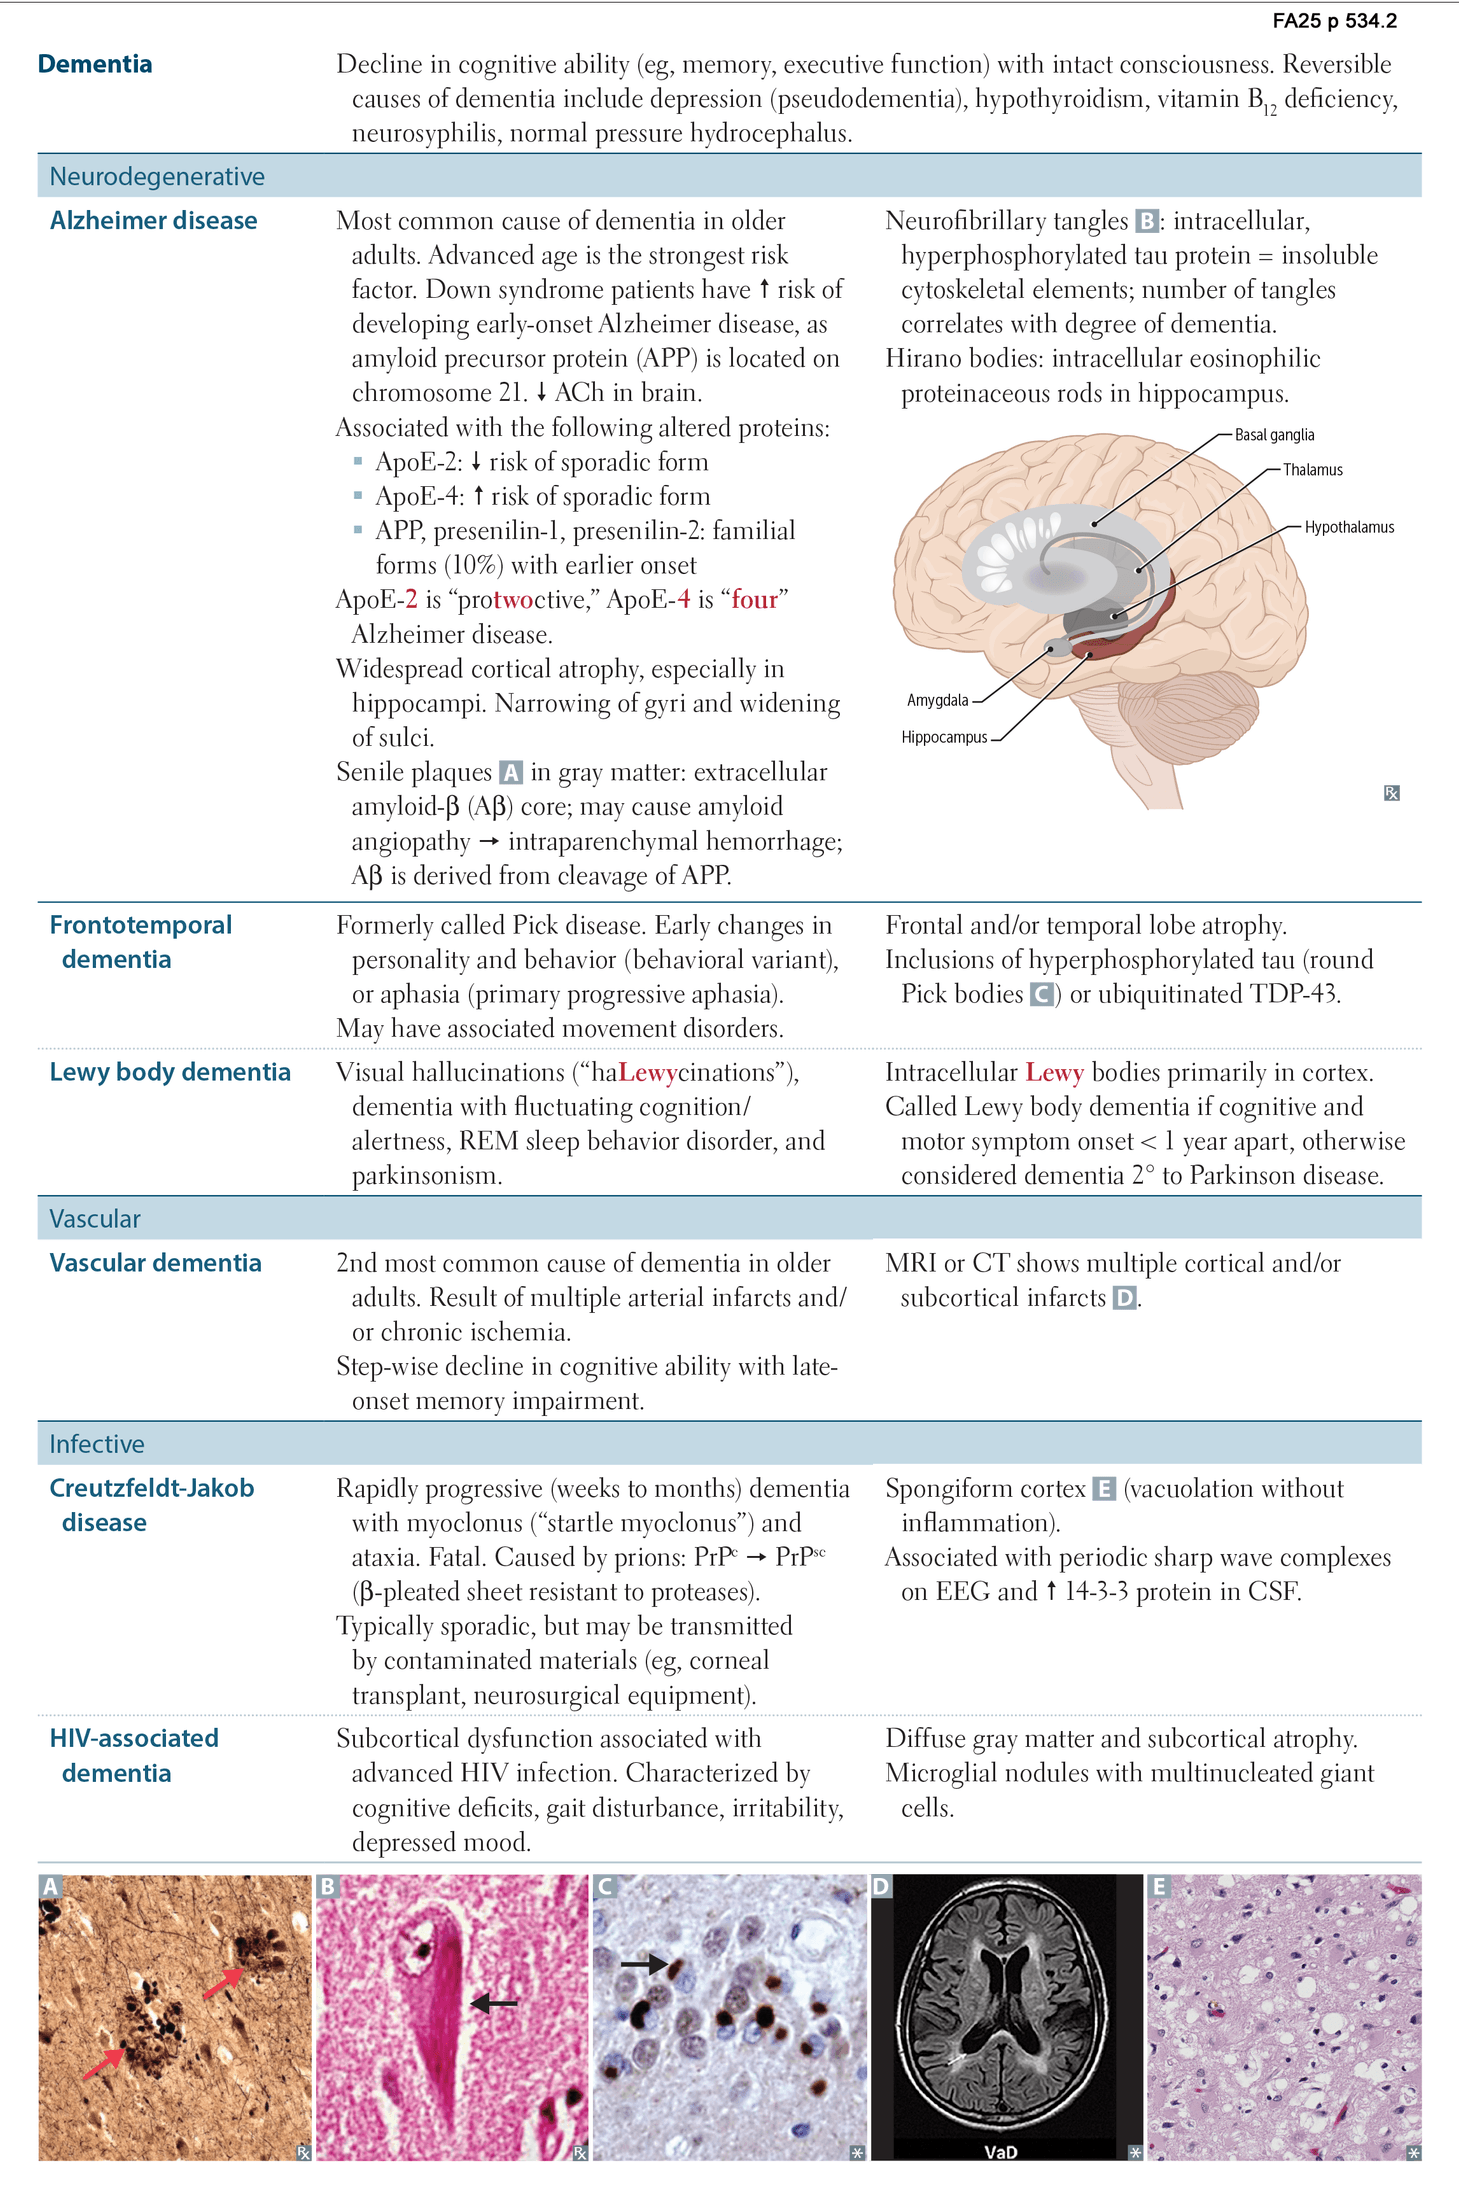 FA25 p 534.2
Dementia
Decline in cognitive ability (eg, memory, executive function) with intact consciousness. Reversible
causes of dementia include depression (pseudodementia), hypothyroidism, vitamin B12 deficiency,
neurosyphilis, normal pressure hydrocephalus.
Neurodegenerative
Alzheimer disease
Most common cause of dementia in older
adults. Advanced age is the strongest risk
factor. Down syndrome patients have ↑ risk of
developing early-onset Alzheimer disease, as
amyloid precursor protein (APP) is located on
chromosome 21. ↓ ACh in brain.
Associated with the following altered proteins:
▪ ApoE-2: ↓ risk of sporadic form
▪ ApoE-4: ↑ risk of sporadic form
▪ APP, presenilin-1, presenilin-2: familial
forms (10%) with earlier onset
ApoE-2 is “protwoctive,” ApoE-4 is “four”
Alzheimer disease.
Widespread cortical atrophy, especially in
hippocampi. Narrowing of gyri and widening
of sulci.
Senile plaques A in gray matter: extracellular
amyloid-β (Aβ) core; may cause amyloid
angiopathy → intraparenchymal hemorrhage;
Aβ is derived from cleavage of APP.
Neurofibrillary tangles B: intracellular,
hyperphosphorylated tau protein = insoluble
cytoskeletal elements; number of tangles
correlates with degree of dementia.
Hirano bodies: intracellular eosinophilic
proteinaceous rods in hippocampus.
Basal ganglia
Thalamus
Hypothalamus
Amygdala
Hippocampus
Rx
Frontotemporal
dementia
Formerly called Pick disease. Early changes in
personality and behavior (behavioral variant),
or aphasia (primary progressive aphasia).
May have associated movement disorders.
Frontal and/or temporal lobe atrophy.
Inclusions of hyperphosphorylated tau (round
Pick bodies C) or ubiquitinated TDP-43.
Lewy body dementia
Visual hallucinations (“haLewycinations”),
dementia with fluctuating cognition/
alertness, REM sleep behavior disorder, and
parkinsonism.
Intracellular Lewy bodies primarily in cortex.
Called Lewy body dementia if cognitive and
motor symptom onset < 1 year apart, otherwise
considered dementia 2° to Parkinson disease.
Vascular
Vascular dementia
2nd most common cause of dementia in older
adults. Result of multiple arterial infarcts and/
or chronic ischemia.
Step-wise decline in cognitive ability with late-
onset memory impairment.
MRI or CT shows multiple cortical and/or
subcortical infarcts D.
Infective
Creutzfeldt-Jakob
disease
Rapidly progressive (weeks to months) dementia
with myoclonus (“startle myoclonus”) and
ataxia. Fatal. Caused by prions: PrPc → PrPsc
(β-pleated sheet resistant to proteases).
Typically sporadic, but may be transmitted
by contaminated materials (eg, corneal
transplant, neurosurgical equipment).
Spongiform cortex E (vacuolation without
inflammation).
Associated with periodic sharp wave complexes
on EEG and ↑ 14-3-3 protein in CSF.
HIV-associated
dementia
Subcortical dysfunction associated with
advanced HIV infection. Characterized by
cognitive deficits, gait disturbance, irritability,
depressed mood.
Diffuse gray matter and subcortical atrophy.
Microglial nodules with multinucleated giant
cells.
A B C D E
Rx Rx * VaD * *